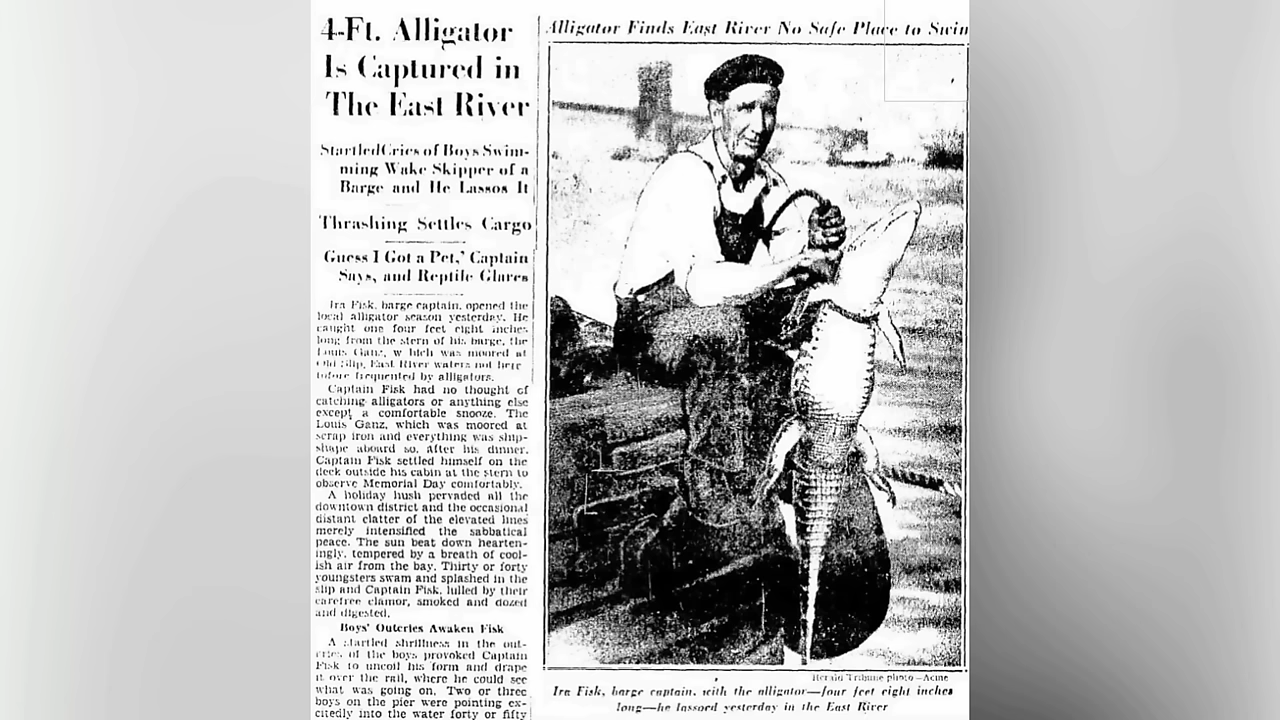 4-Ft. Alligator
Is Captured in
The East River
Startled Cries of Boys Swim-
ming Wake Skipper of a
Barge and He Lassos It
Thrashing Settles Cargo
Guess I Got a Pet,' Captain
Says, and Reptile Glares
Ira Fisk, barge captain, opened the
local alligator season yesterday. He
caught one four feet eight inches
long from the stern of his barge, the
Louis Ganz, w hich was moored at
Old Slip, East River waters not here
tofore frequented by alligators.
Captain Fisk had no thought of
catching alligators or anything else
except a comfortable snooze. The
Louis Ganz, which was moored at
scrap iron and everything was ship-
shape aboard so, after his dinner,
Captain Fisk settled himself on the
deck outside his cabin at the stern to
observe Memorial Day comfortably.
A holiday hush pervaded all the
downtown district and the occasional
distant clatter of the elevated lines
merely intensified the sabbatical
peace. The sun beat down hearten-
ingly, tempered by a breath of cool-
ish air from the bay. Thirty or forty
youngsters swam and splashed in the
slip and Captain Fisk, lulled by their
carefree clamor, smoked and dozed
and digested.
Boys' Outcries Awaken Fisk
A startled shrillness in the out-
cries of the boys provoked Captain
Fisk to uncoil his form and drape
it over the rail, where he could see
what was going on. Two or three
boys on the pier were pointing ex-
citedly into the water forty or fifty
Alligator Finds East River No Safe Place to Swim
Herald Tribune photo—Acme
Ira Fisk, barge captain, with the alligator—four feet eight inches
long—he lassoed yesterday in the East River